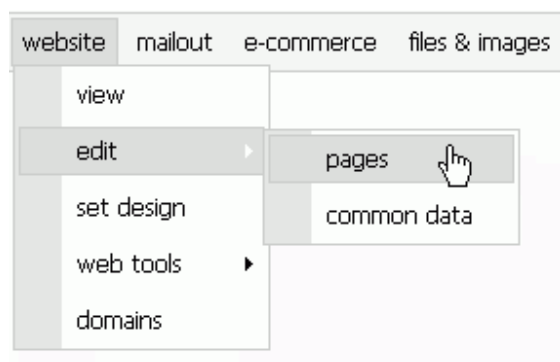 website mailout e-commerce files & images
view
edit
pages
set design
common data
web tools
domains